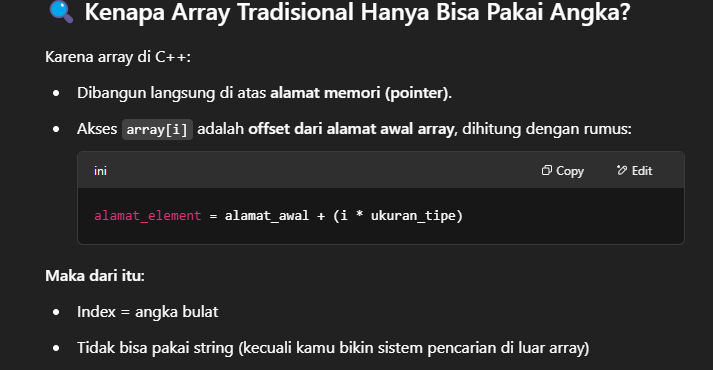 🔍 Kenapa Array Tradisional Hanya Bisa Pakai Angka?
Karena array di C++:
• Dibangun langsung di atas alamat memori (pointer).
• Akses array[i] adalah offset dari alamat awal array, dihitung dengan rumus:
ini Copy Edit
alamat_element = alamat_awal + (i * ukuran_tipe)
Maka dari itu:
• Index = angka bulat
• Tidak bisa pakai string (kecuali kamu bikin sistem pencarian di luar array)